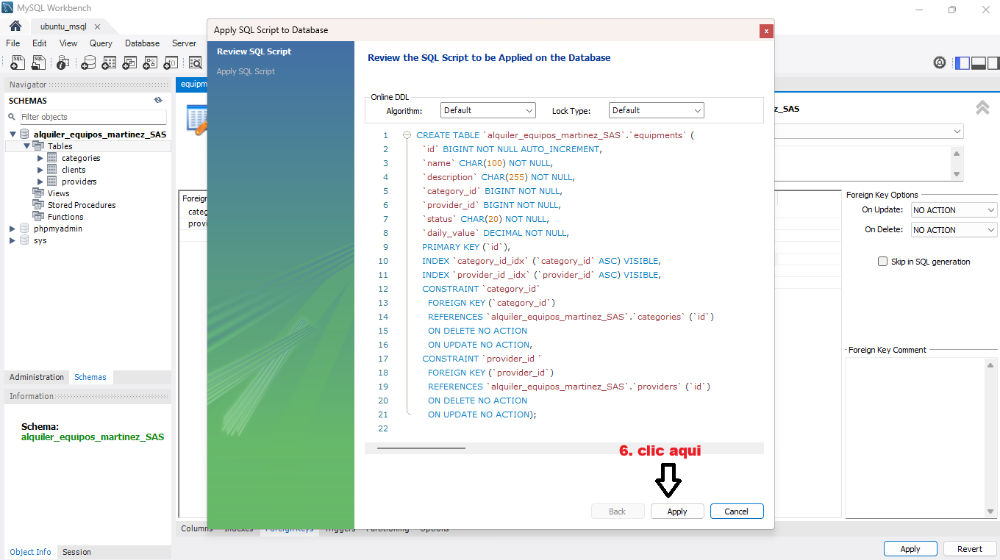 MySQL Workbench
ubuntu_msql
File Edit View Query Database Server
Navigator
SCHEMAS
Filter objects
alquiler_equipos_martinez_SAS
Tables
categories
clients
providers
Views
Stored Procedures
Functions
phpmyadmin
sys
Administration Schemas
Information
Schema:
alquiler_equipos_martinez_SAS
Object Info Session
Apply SQL Script to Database
Review SQL Script
Apply SQL Script
Review the SQL Script to be Applied on the Database
Online DDL
Algorithm: Default Lock Type: Default
1 CREATE TABLE `alquiler_equipos_martinez_SAS`.`equipments` (
2 `id` BIGINT NOT NULL AUTO_INCREMENT,
3 `name` CHAR(100) NOT NULL,
4 `description` CHAR(255) NOT NULL,
5 `category_id` BIGINT NOT NULL,
6 `provider_id` BIGINT NOT NULL,
7 `status` CHAR(20) NOT NULL,
8 `daily_value` DECIMAL NOT NULL,
9 PRIMARY KEY (`id`),
10 INDEX `category_id_idx` (`category_id` ASC) VISIBLE,
11 INDEX `provider_id _idx` (`provider_id` ASC) VISIBLE,
12 CONSTRAINT `category_id`
13 FOREIGN KEY (`category_id`)
14 REFERENCES `alquiler_equipos_martinez_SAS`.`categories` (`id`)
15 ON DELETE NO ACTION
16 ON UPDATE NO ACTION,
17 CONSTRAINT `provider_id `
18 FOREIGN KEY (`provider_id`)
19 REFERENCES `alquiler_equipos_martinez_SAS`.`providers` (`id`)
20 ON DELETE NO ACTION
21 ON UPDATE NO ACTION);
22
6. clic aqui
Back Apply Cancel
equipm
z_SAS
Foreign
categ
provi
Foreign Key Options
On Update: NO ACTION
On Delete: NO ACTION
Skip in SQL generation
Foreign Key Comment
Columns Indexes Foreign Keys Triggers Partitioning Options
Apply Revert